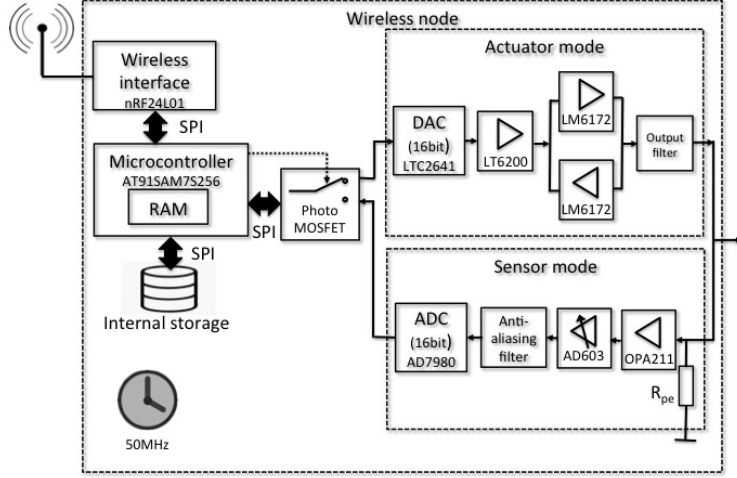 Wireless node
Wireless
interface
nRF24L01
SPI
Microcontroller
AT91SAM7S256
RAM
SPI
Internal storage
50MHz
SPI
Photo
MOSFET
Actuator mode
DAC
(16bit)
LTC2641
LT6200
LM6172
LM6172
Output
filter
Sensor mode
ADC
(16bit)
AD7980
Anti-
aliasing
filter
AD603
OPA211
Rpe